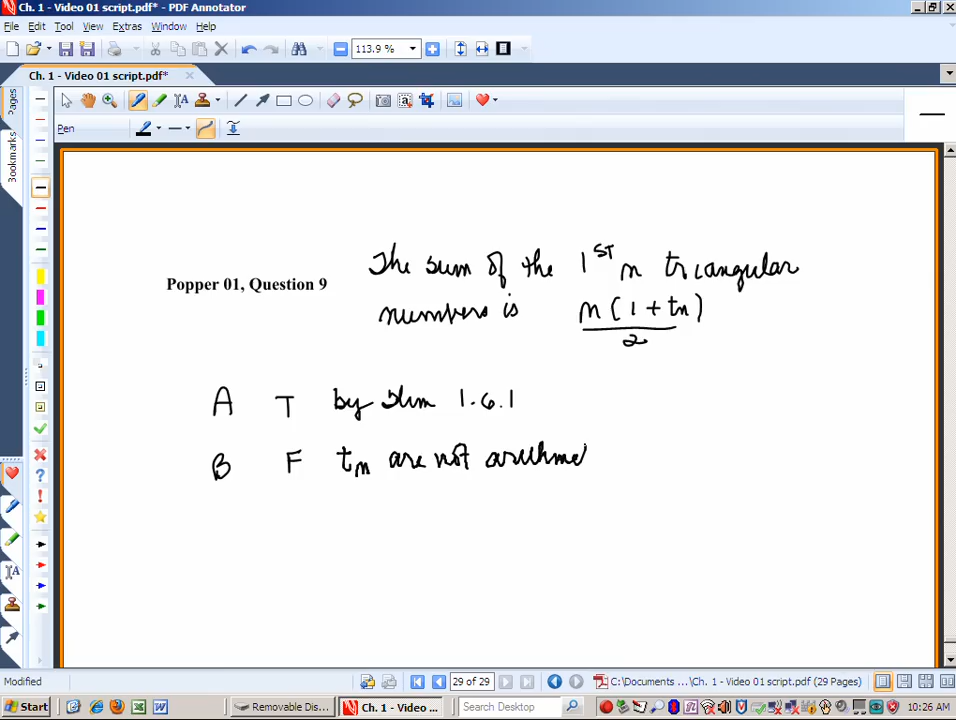 Ch. 1 - Video 01 script.pdf* - PDF Annotator
File Edit Tool View Extras Window Help
113.9 %
Ch. 1 - Video 01 script.pdf*
Pages
Bookmarks
Pen
The sum of the 1ST n triangular
Popper 01, Question 9
numbers is n(1 + tn)
2
A T by thm 1.6.1
B F tn are not arithme
Modified
29 of 29
C:\Documents ...\Ch. 1 - Video 01 script.pdf (29 Pages)
Start
Removable Dis...
Ch. 1 - Video ...
Search Desktop
10:26 AM